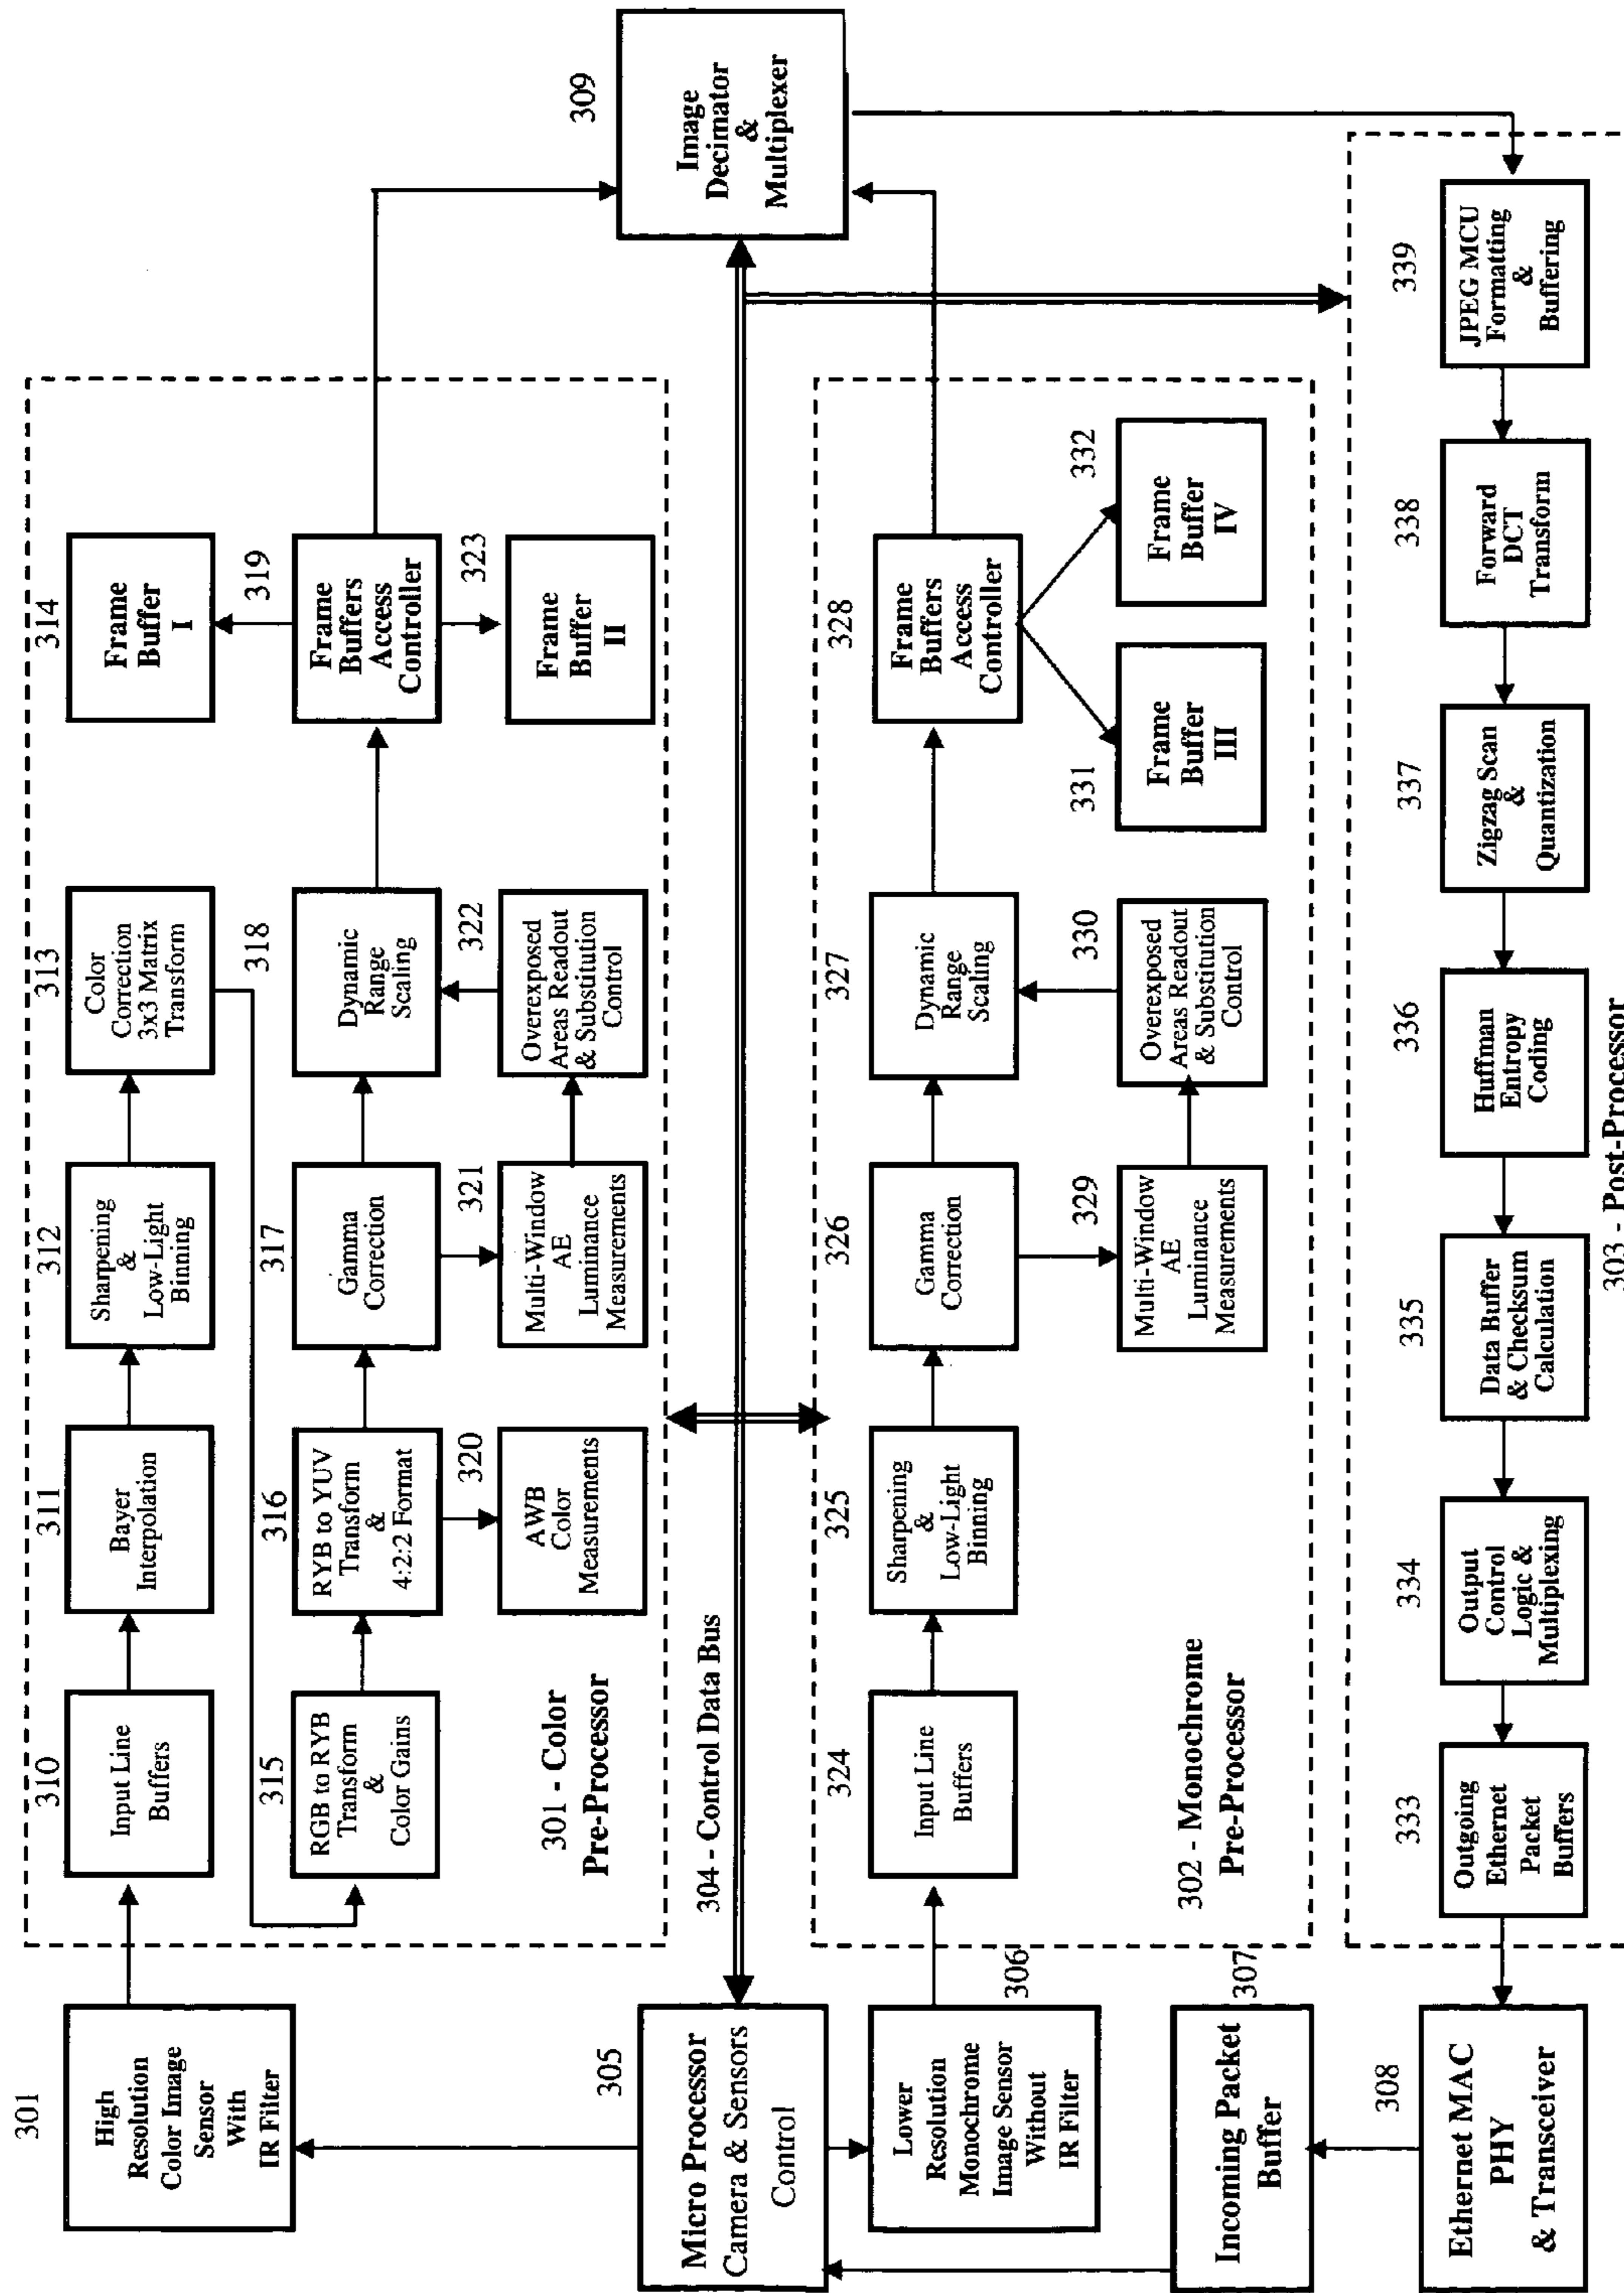 301
High
Resolution
Color Image
Sensor
With
IR Filter
310
Input Line
Buffers
311
Bayer
Interpolation
312
Sharpening
&
Low-Light
Binning
313
Color
Correction
3x3 Matrix
Transform
314
Frame
Buffer
I
315
RGB to RYB
Transform
&
Color Gains
316
RYB to YUV
Transform
&
4:2:2 Format
317
Gamma
Correction
318
Dynamic
Range
Scaling
319
Frame
Buffers
Access
Controller
320
AWB
Color
Measurements
321
Multi-Window
AE
Luminance
Measurements
322
Overexposed
Areas Readout
& Substitution
Control
323
Frame
Buffer
II
301 - Color
Pre-Processor
309
Image
Decimator
&
Multiplexer
305
Micro Processor
Camera & Sensors
Control
304 - Control Data Bus
306
Lower
Resolution
Monochrome
Image Sensor
Without
IR Filter
324
Input Line
Buffers
325
Sharpening
&
Low-Light
Binning
326
Gamma
Correction
327
Dynamic
Range
Scaling
328
Frame
Buffers
Access
Controller
329
Multi-Window
AE
Luminance
Measurements
330
Overexposed
Areas Readout
& Substitution
Control
331
Frame
Buffer
III
332
Frame
Buffer
IV
302 - Monochrome
Pre-Processor
307
Incoming Packet
Buffer
308
Ethernet MAC
PHY
& Transceiver
333
Outgoing
Ethernet
Packet
Buffers
334
Output
Control
Logic &
Multiplexing
335
Data Buffer
& Checksum
Calculation
336
Huffman
Entropy
Coding
337
Zigzag Scan
&
Quantization
338
Forward
DCT
Transform
339
JPEG MCU
Formatting
&
Buffering
303 - Post-Processor